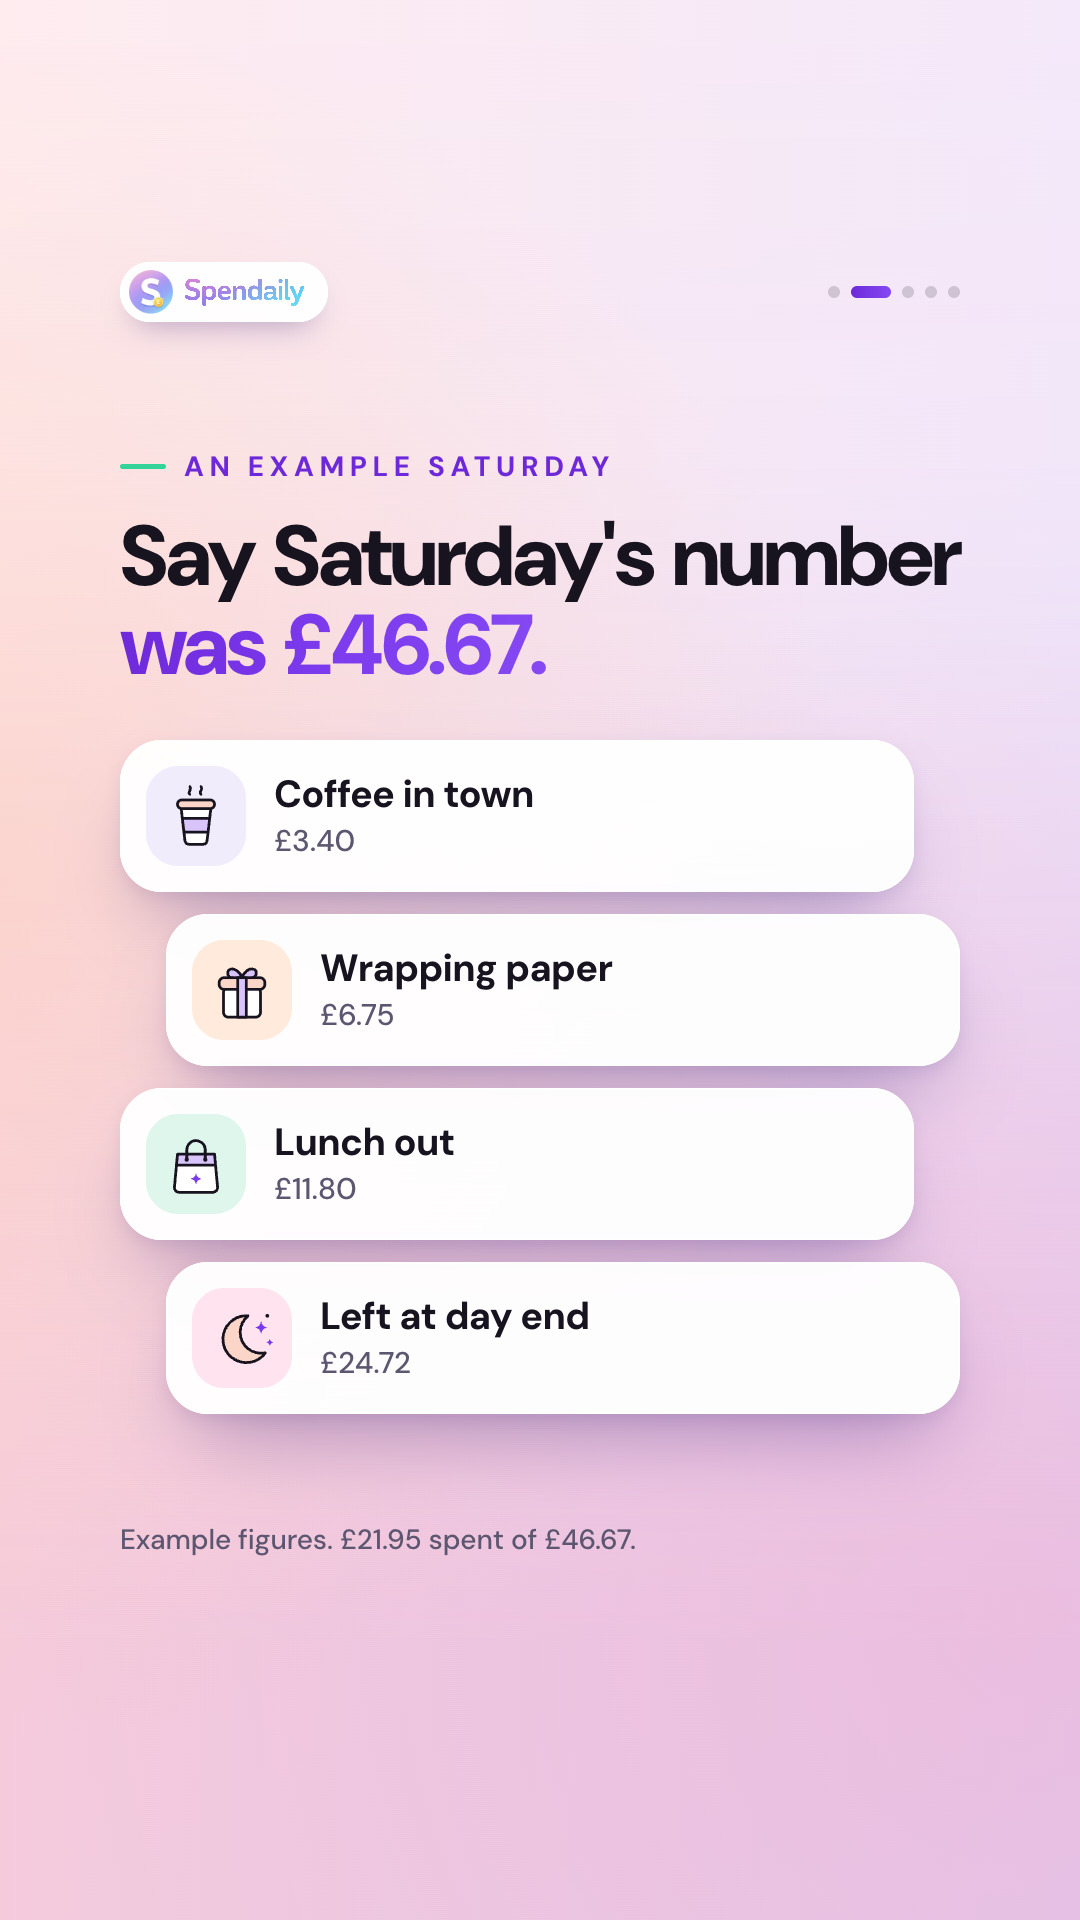 Spendaily
AN EXAMPLE SATURDAY
Say Saturday's number
was £46.67.
Coffee in town
£3.40
Wrapping paper
£6.75
Lunch out
£11.80
Left at day end
£24.72
Example figures. £21.95 spent of £46.67.